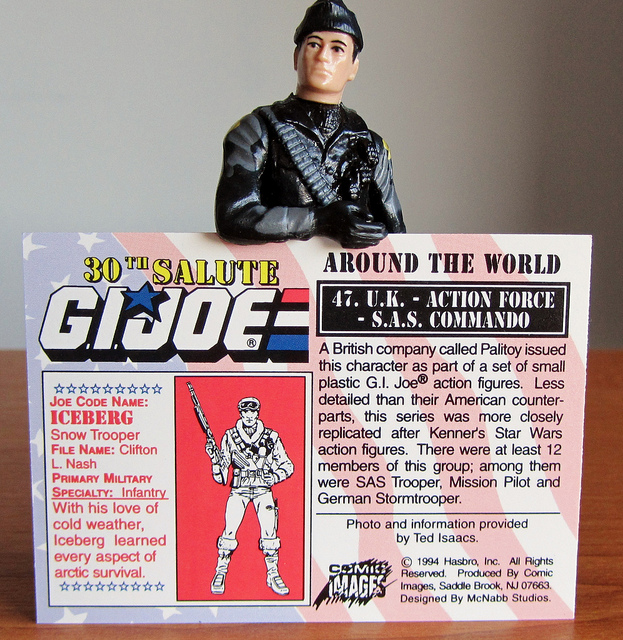 30TH SALUTE
G.I. JOE®
JOE CODE NAME:
ICEBERG
Snow Trooper
FILE NAME: Clifton
L. Nash
PRIMARY MILITARY
SPECIALTY: Infantry
With his love of
cold weather,
Iceberg learned
every aspect of
arctic survival.
AROUND THE WORLD
47. U.K. - ACTION FORCE
- S.A.S. COMMANDO
A British company called Palitoy issued
this character as part of a set of small
plastic G.I. Joe® action figures. Less
detailed than their American counter-
parts, this series was more closely
replicated after Kenner's Star Wars
action figures. There were at least 12
members of this group; among them
were SAS Trooper, Mission Pilot and
German Stormtrooper.
Photo and information provided
by Ted Isaacs.
COMIC
IMAGES
© 1994 Hasbro, Inc. All Rights
Reserved. Produced By Comic
Images, Saddle Brook, NJ 07663.
Designed By McNabb Studios.